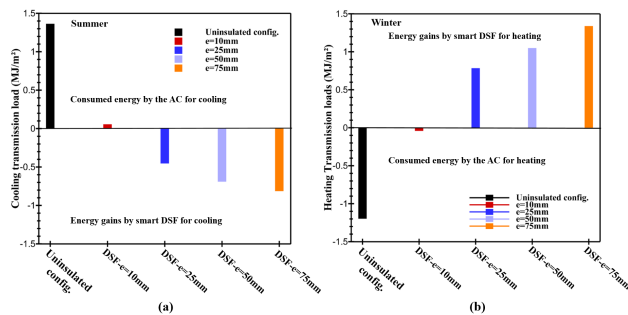 Summer
Uninsulated config.
e=10mm
e=25mm
e=50mm
e=75mm
Cooling transmission load (MJ/m²)
1.5
1
0.5
0
-0.5
-1
-1.5
Consumed energy by the AC for cooling
Energy gains by smart DSF for cooling
Uninsulated
config.
DSF-e=10mm
DSF-e=25mm
DSF-e=50mm
DSF-e=75mm
(a)
Winter
Energy gains by smart DSF for heating
Heating Transmission loads (MJ/m²)
1.5
1
0.5
0
-0.5
-1
-1.5
Consumed energy by the AC for heating
Uninsulated config.
e=10mm
e=25mm
e=50mm
e=75mm
Uninsulated
config.
DSF-e=10mm
DSF-e=25mm
DSF-e=50mm
DSF-e=75mm
(b)